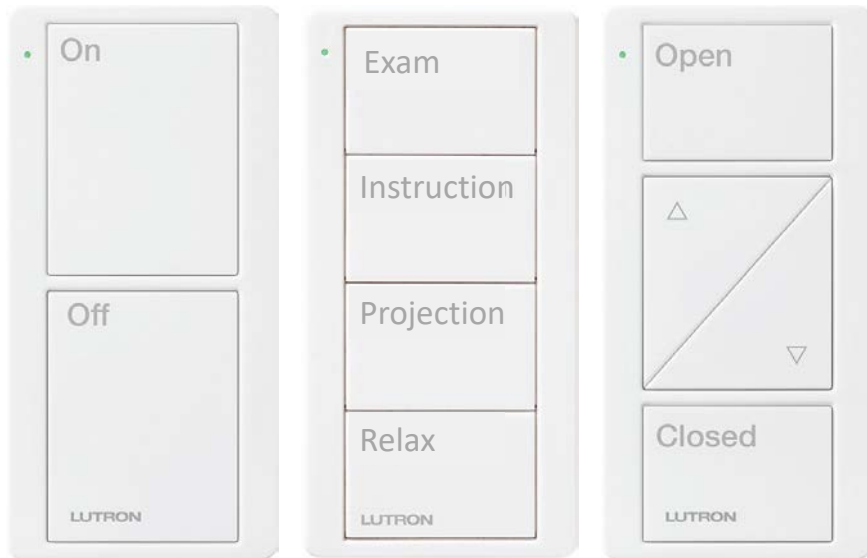 On
Off
LUTRON
Exam
Instruction
Projection
Relax
LUTRON
Open
Closed
LUTRON